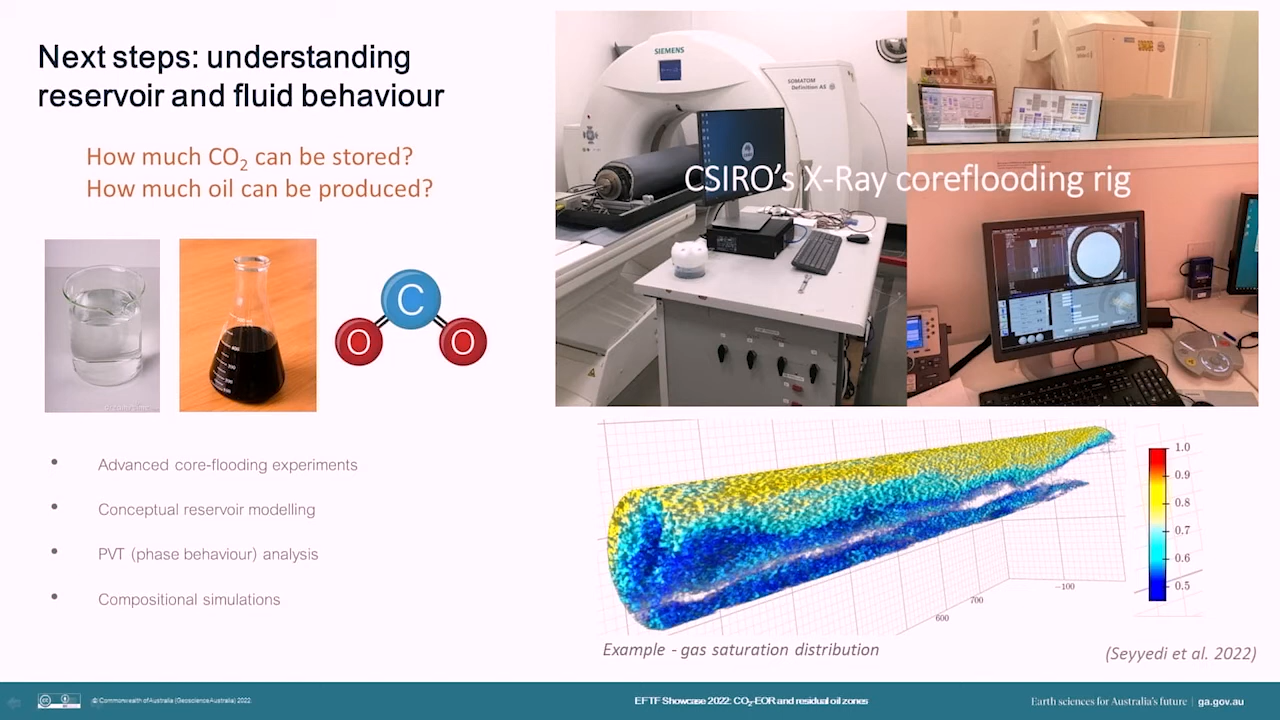 Next steps: understanding
reservoir and fluid behaviour
How much CO₂ can be stored?
How much oil can be produced?
C
O O
• Advanced core-flooding experiments
• Conceptual reservoir modelling
• PVT (phase behaviour) analysis
• Compositional simulations
SIEMENS
SOMATOM
Definition AS
CSIRO's X-Ray coreflooding rig
1.0
0.9
0.8
0.7
0.6
0.5
−100
700
600
Example - gas saturation distribution
(Seyyedi et al. 2022)
© Commonwealth of Australia (Geoscience Australia) 2022.
EFTF Showcase 2022: CO₂-EOR and residual oil zones
Earth sciences for Australia's future | ga.gov.au